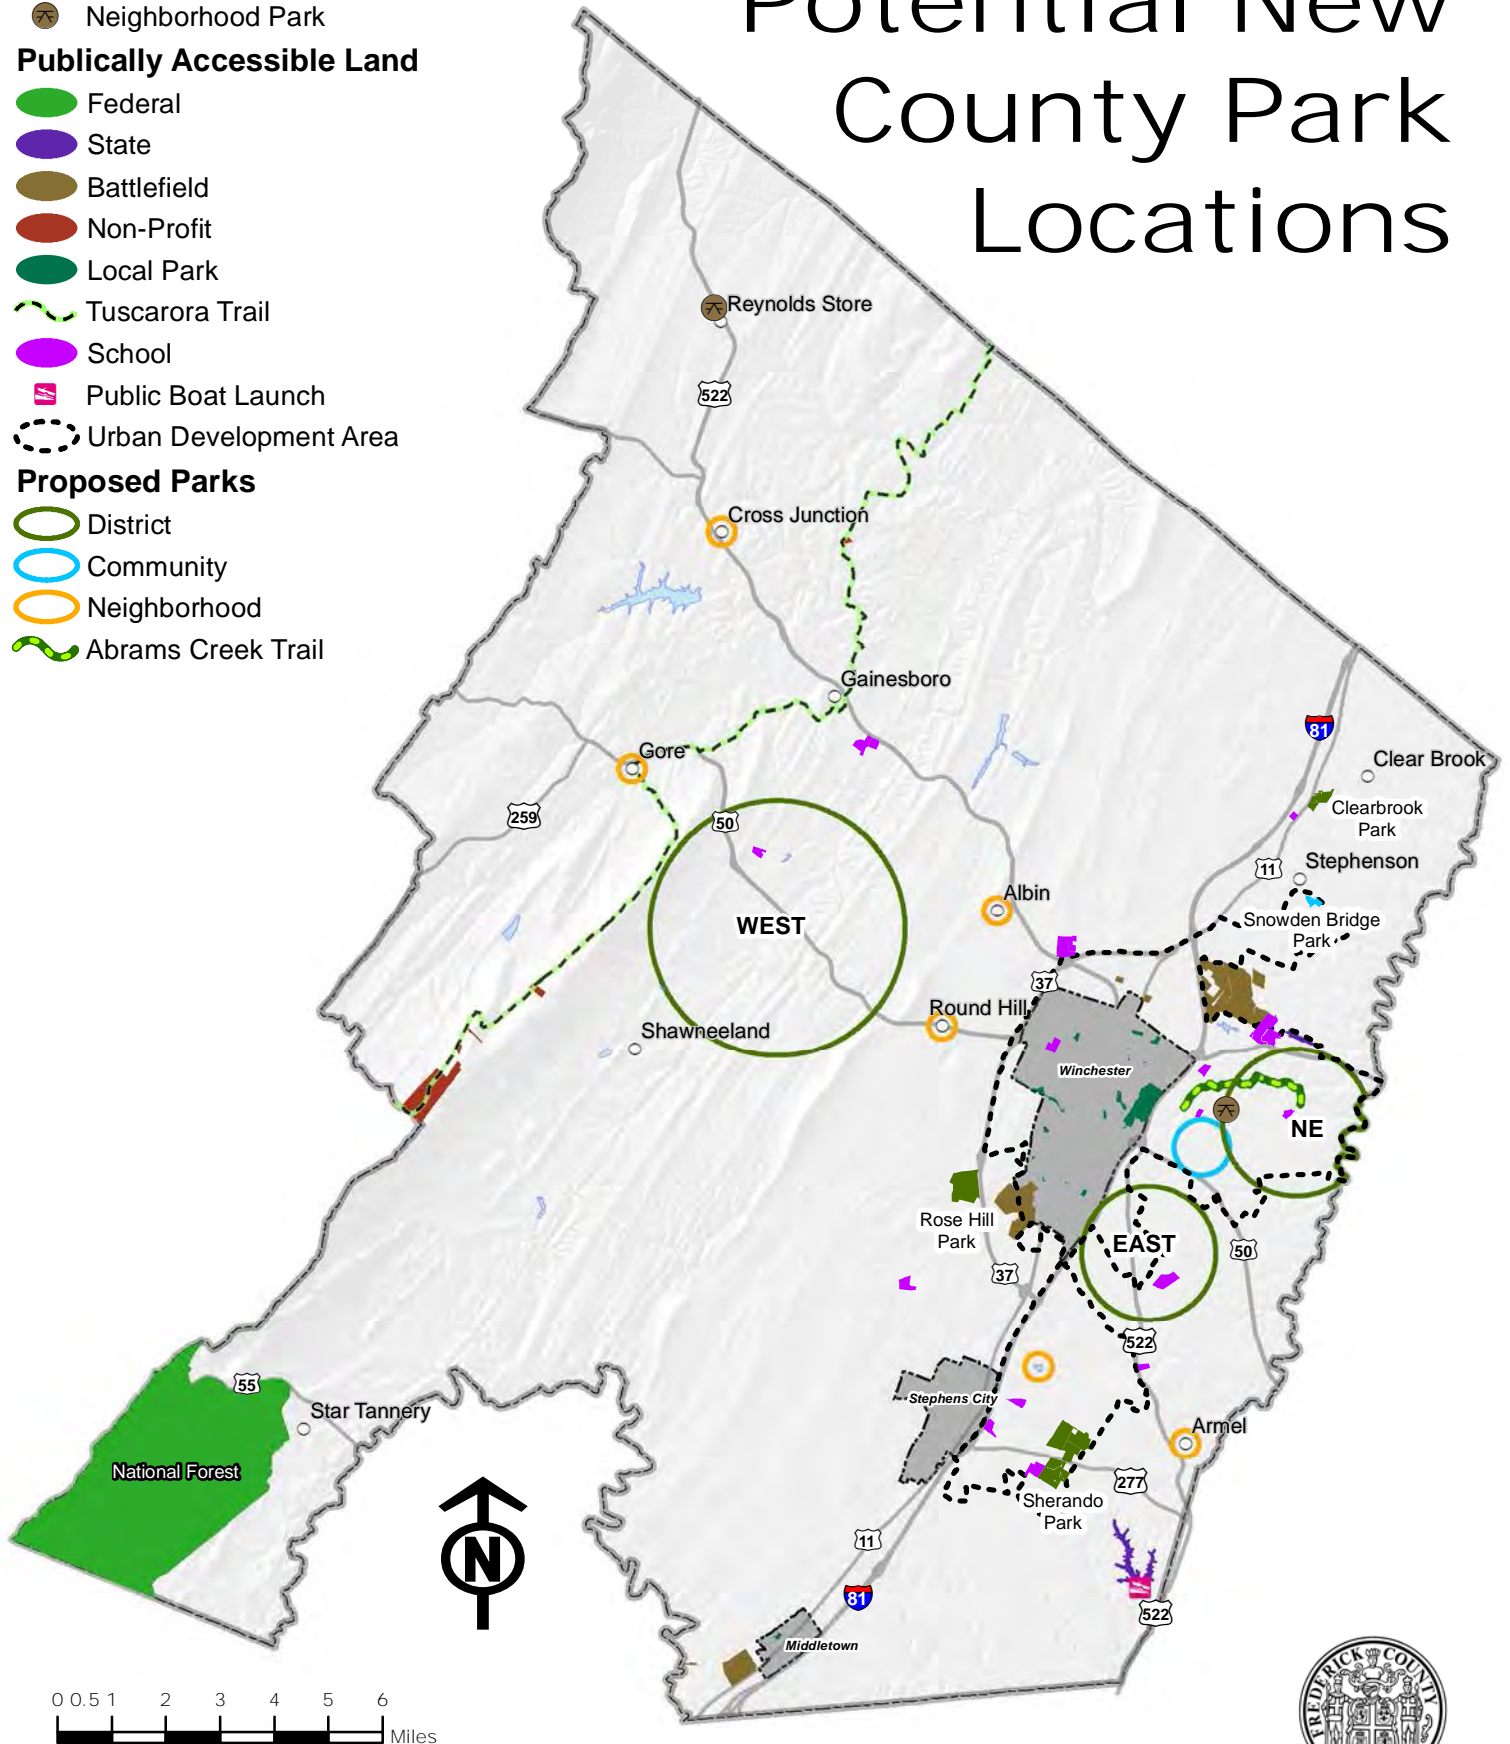 Potential New
County Park
Locations
Neighborhood Park
Publically Accessible Land
Federal
State
Battlefield
Non-Profit
Local Park
Tuscarora Trail
School
Public Boat Launch
Urban Development Area
Proposed Parks
District
Community
Neighborhood
Abrams Creek Trail
Reynolds Store
522
Cross Junction
Gainesboro
81
Gore
Clear Brook
259
50
Clearbrook
Park
11
Stephenson
Albin
WEST
Snowden Bridge
Park
37
Round Hill
Shawneeland
Winchester
NE
Rose Hill
Park
EAST
50
37
522
55
Stephens City
Star Tannery
Armel
National Forest
277
Sherando
Park
N
11
81
522
Middletown
0 0.5 1 2 3 4 5 6
Miles
FREDERICK COUNTY